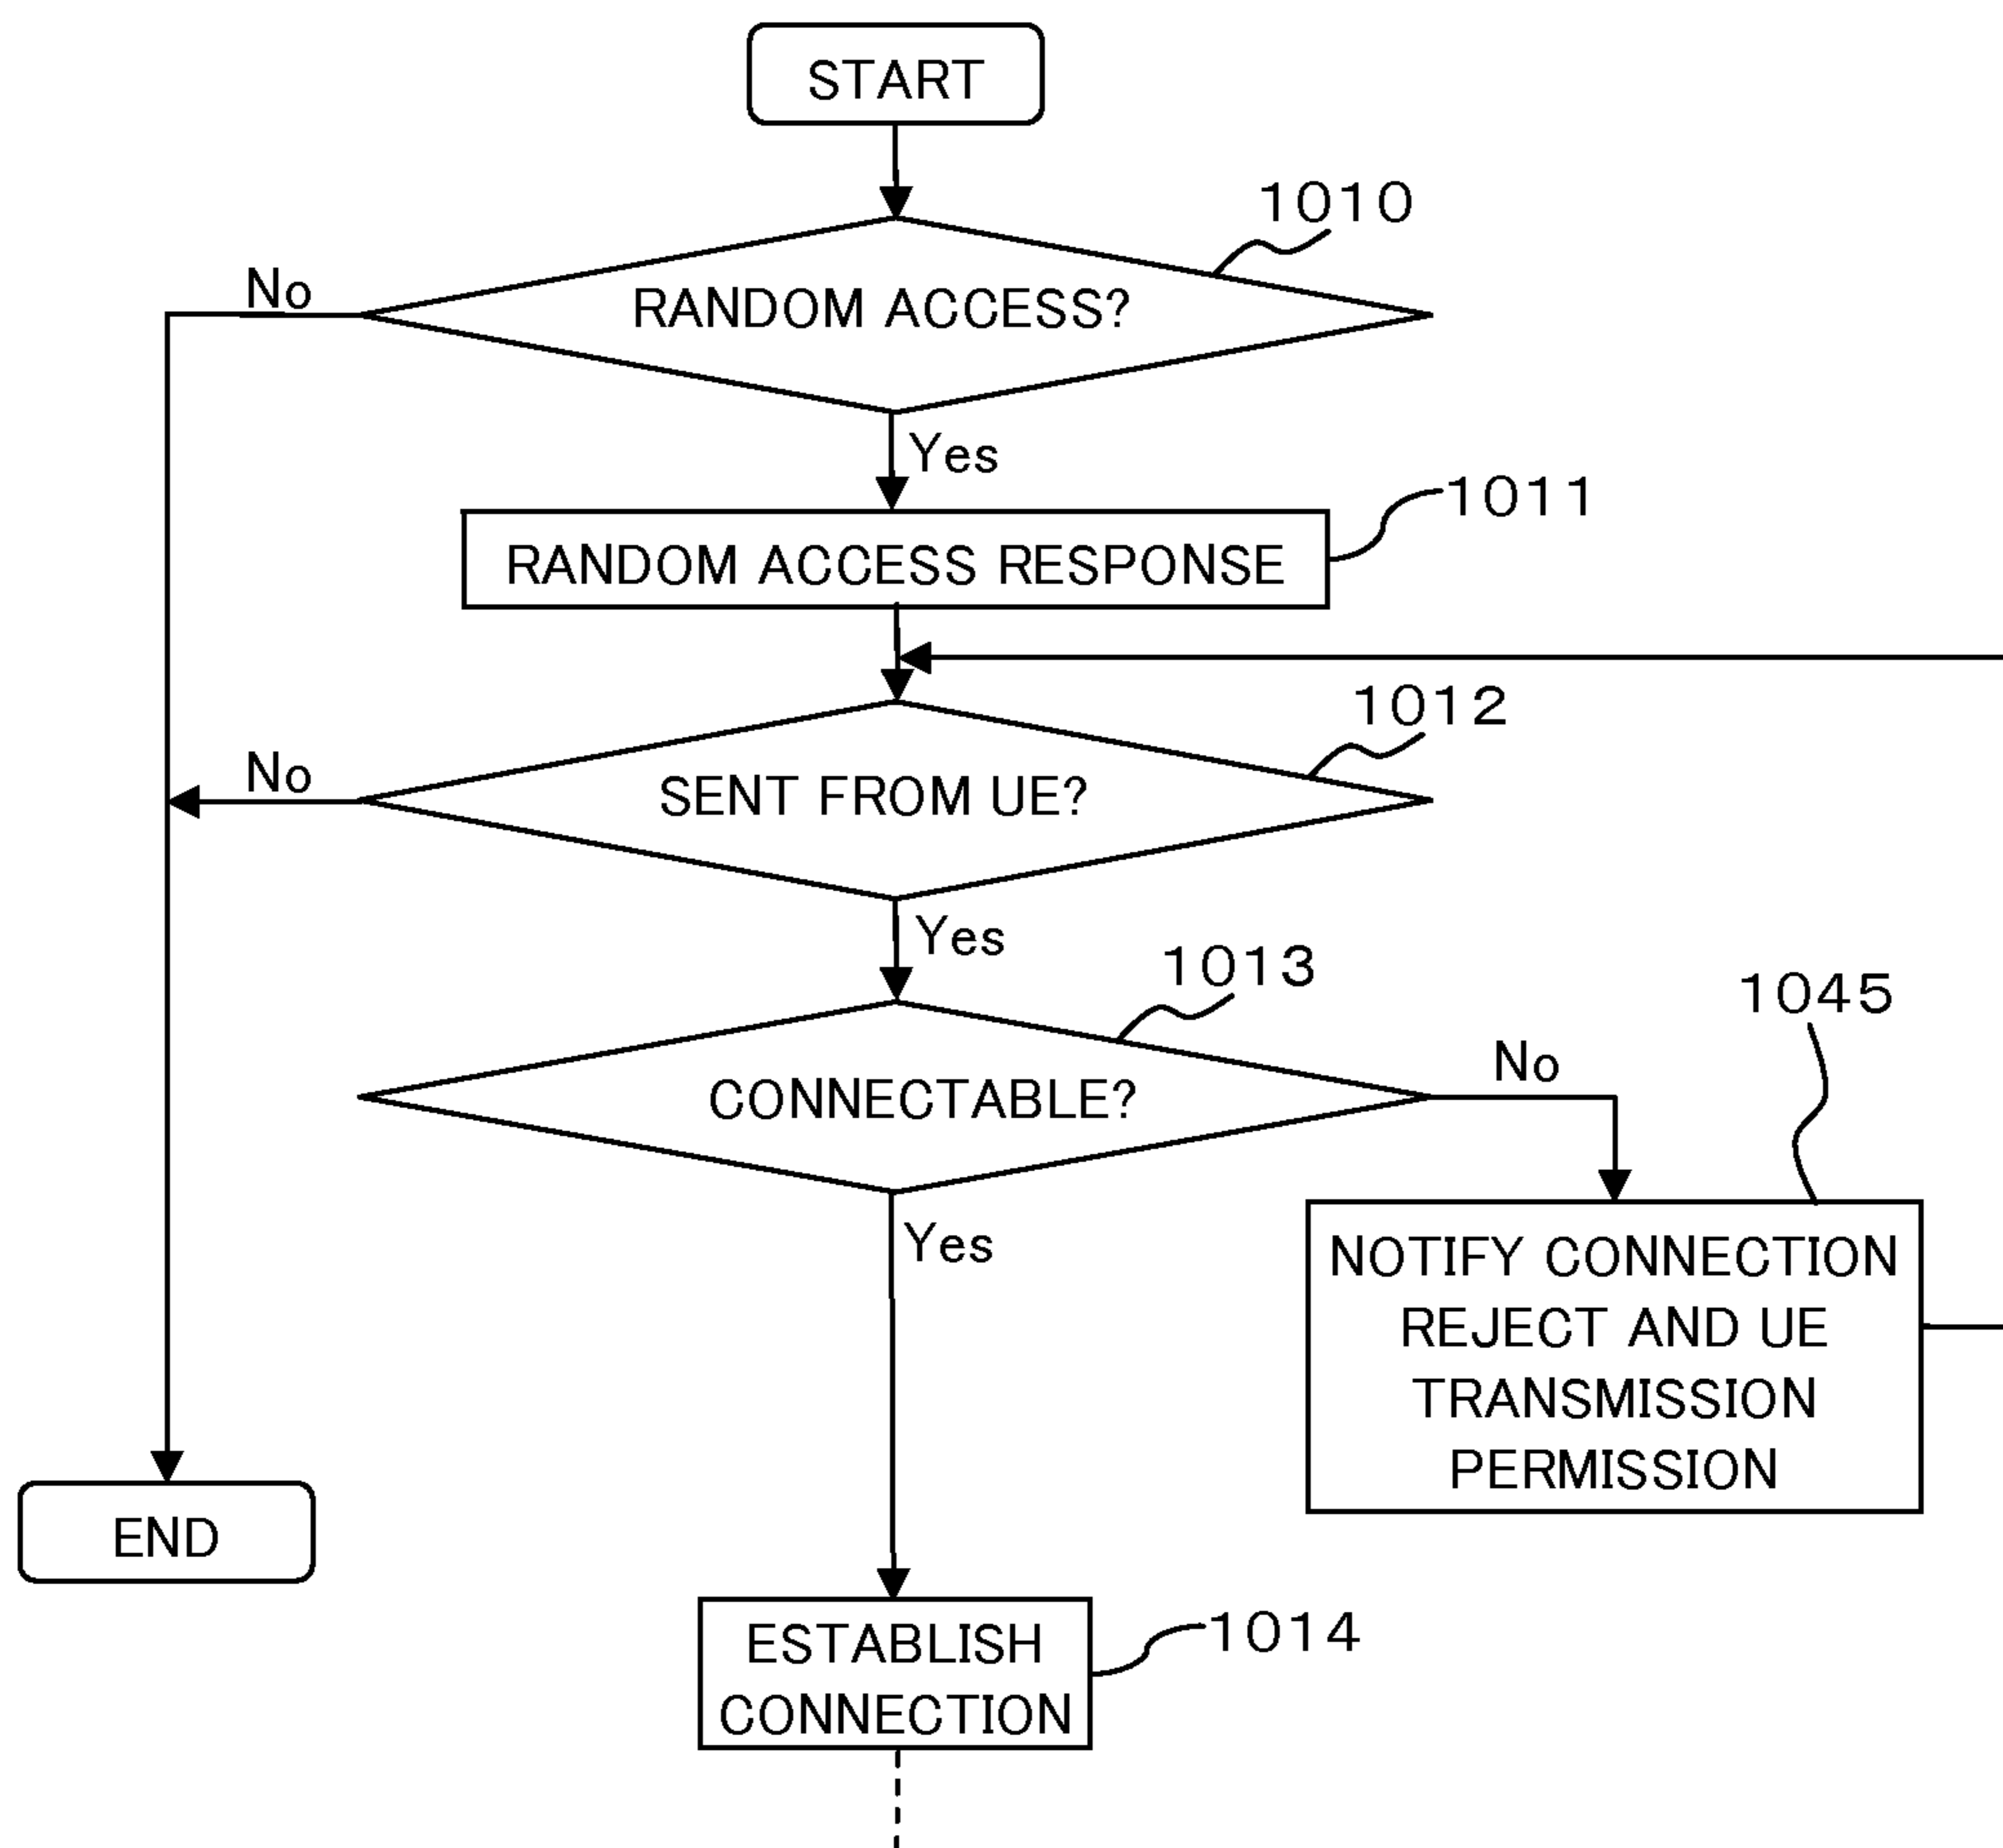 START
1010
No
RANDOM ACCESS?
Yes
1011
RANDOM ACCESS RESPONSE
1012
No
SENT FROM UE?
Yes
1013
1045
No
CONNECTABLE?
Yes
NOTIFY CONNECTION
REJECT AND UE
TRANSMISSION
PERMISSION
END
ESTABLISH
CONNECTION
1014